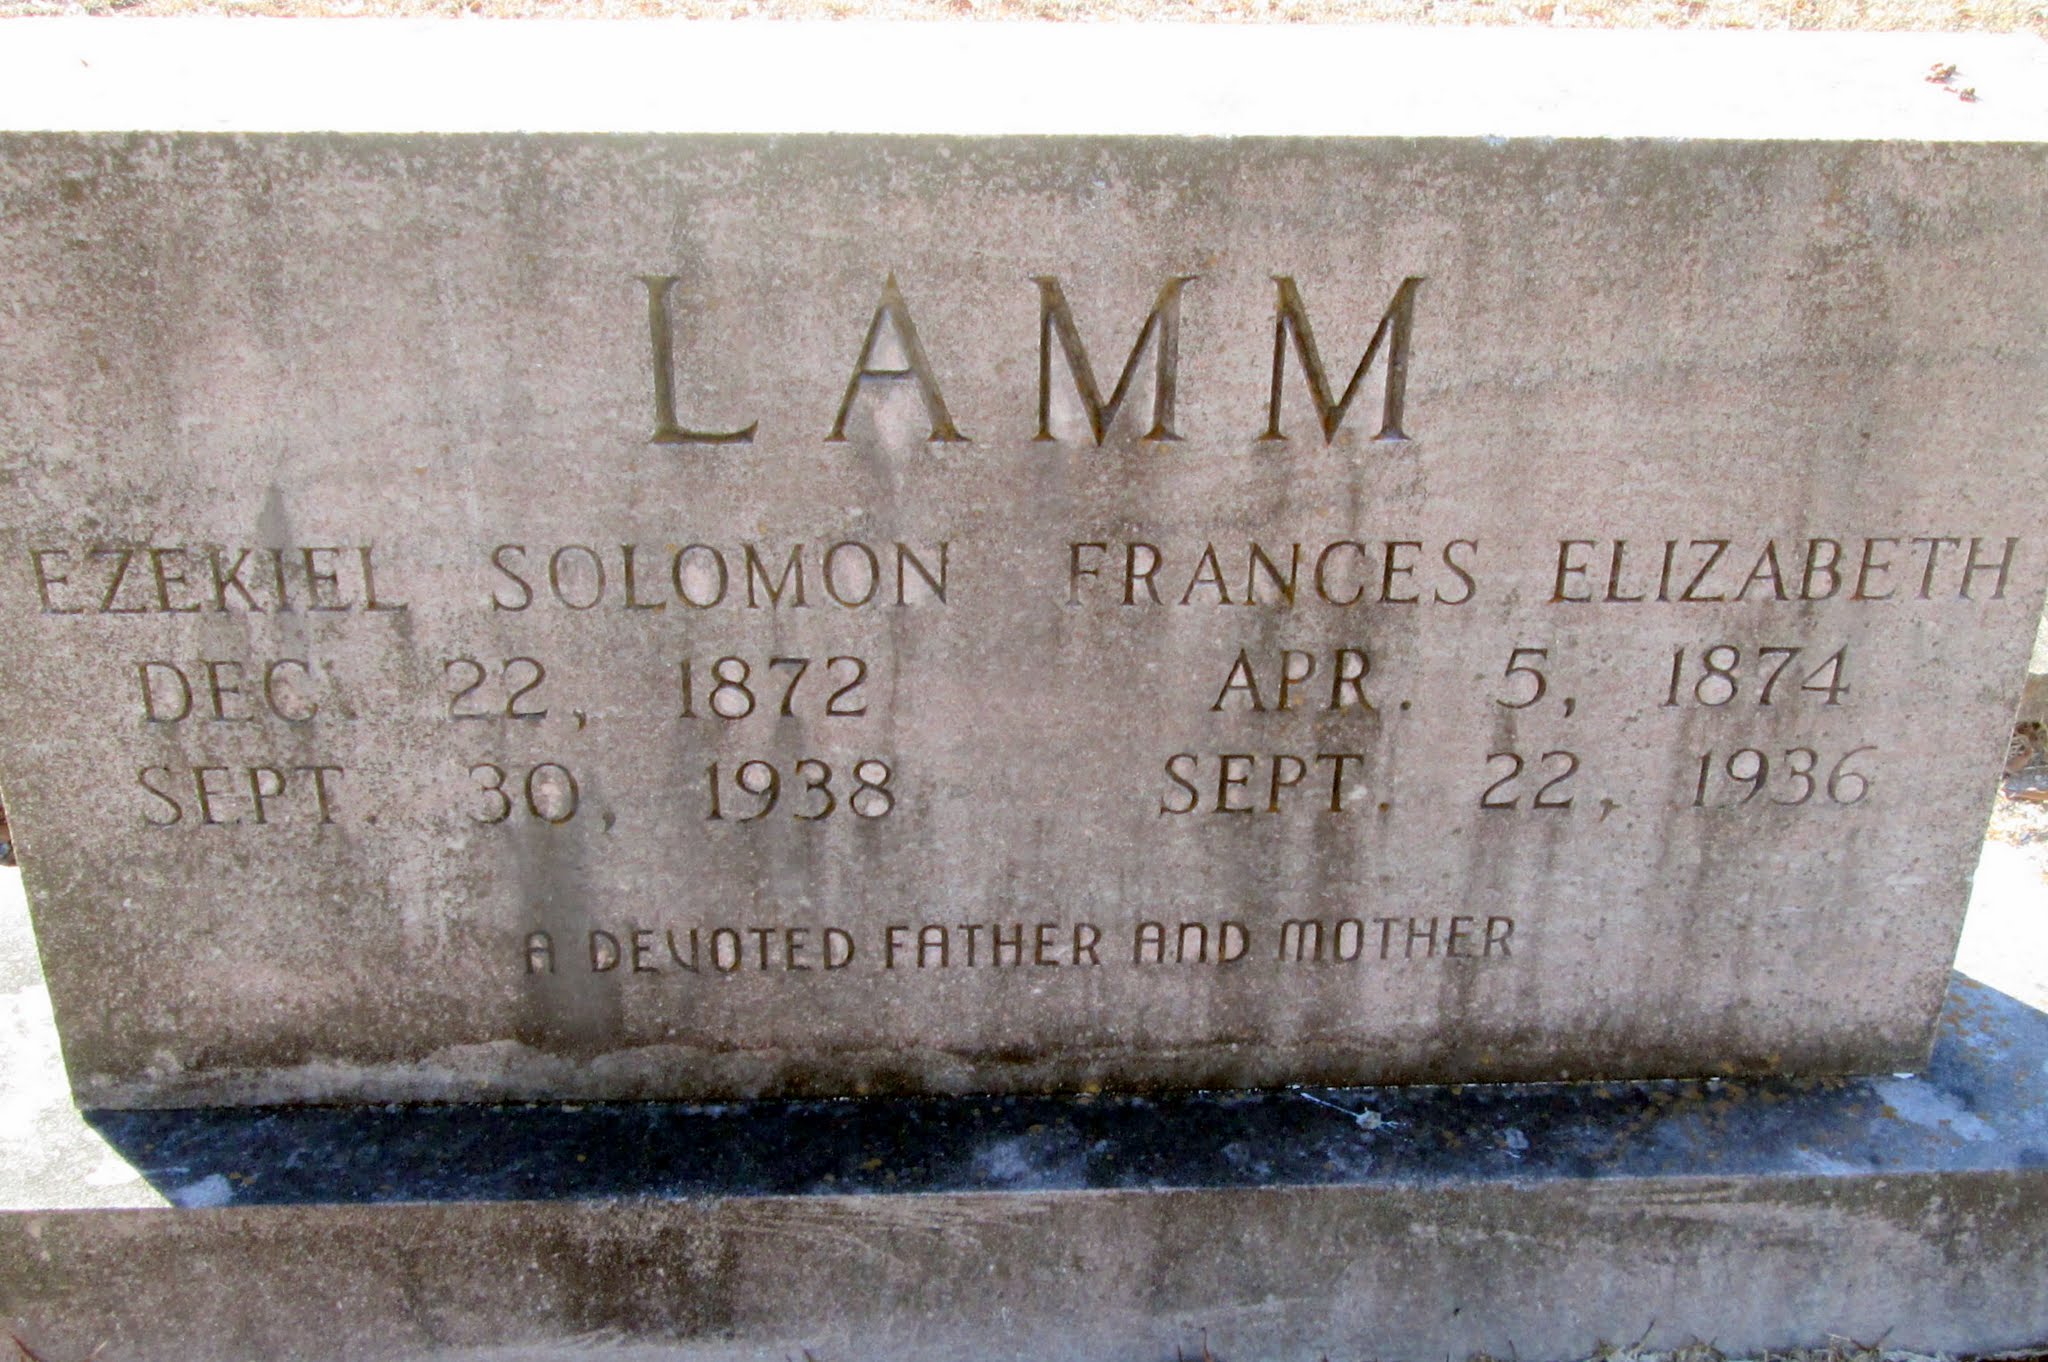 LAMM
EZEKIEL SOLOMON
DEC. 22, 1872
SEPT. 30, 1938
FRANCES ELIZABETH
APR. 5, 1874
SEPT. 22, 1936
A DEVOTED FATHER AND MOTHER